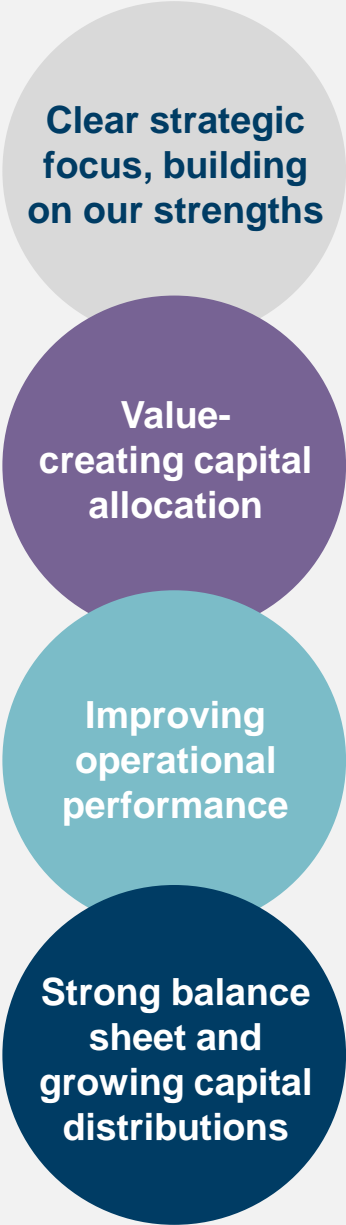 Clear strategic
focus, building
on our strengths
Value-
creating capital
allocation
Improving
operational
performance
Strong balance
sheet and
growing capital
distributions